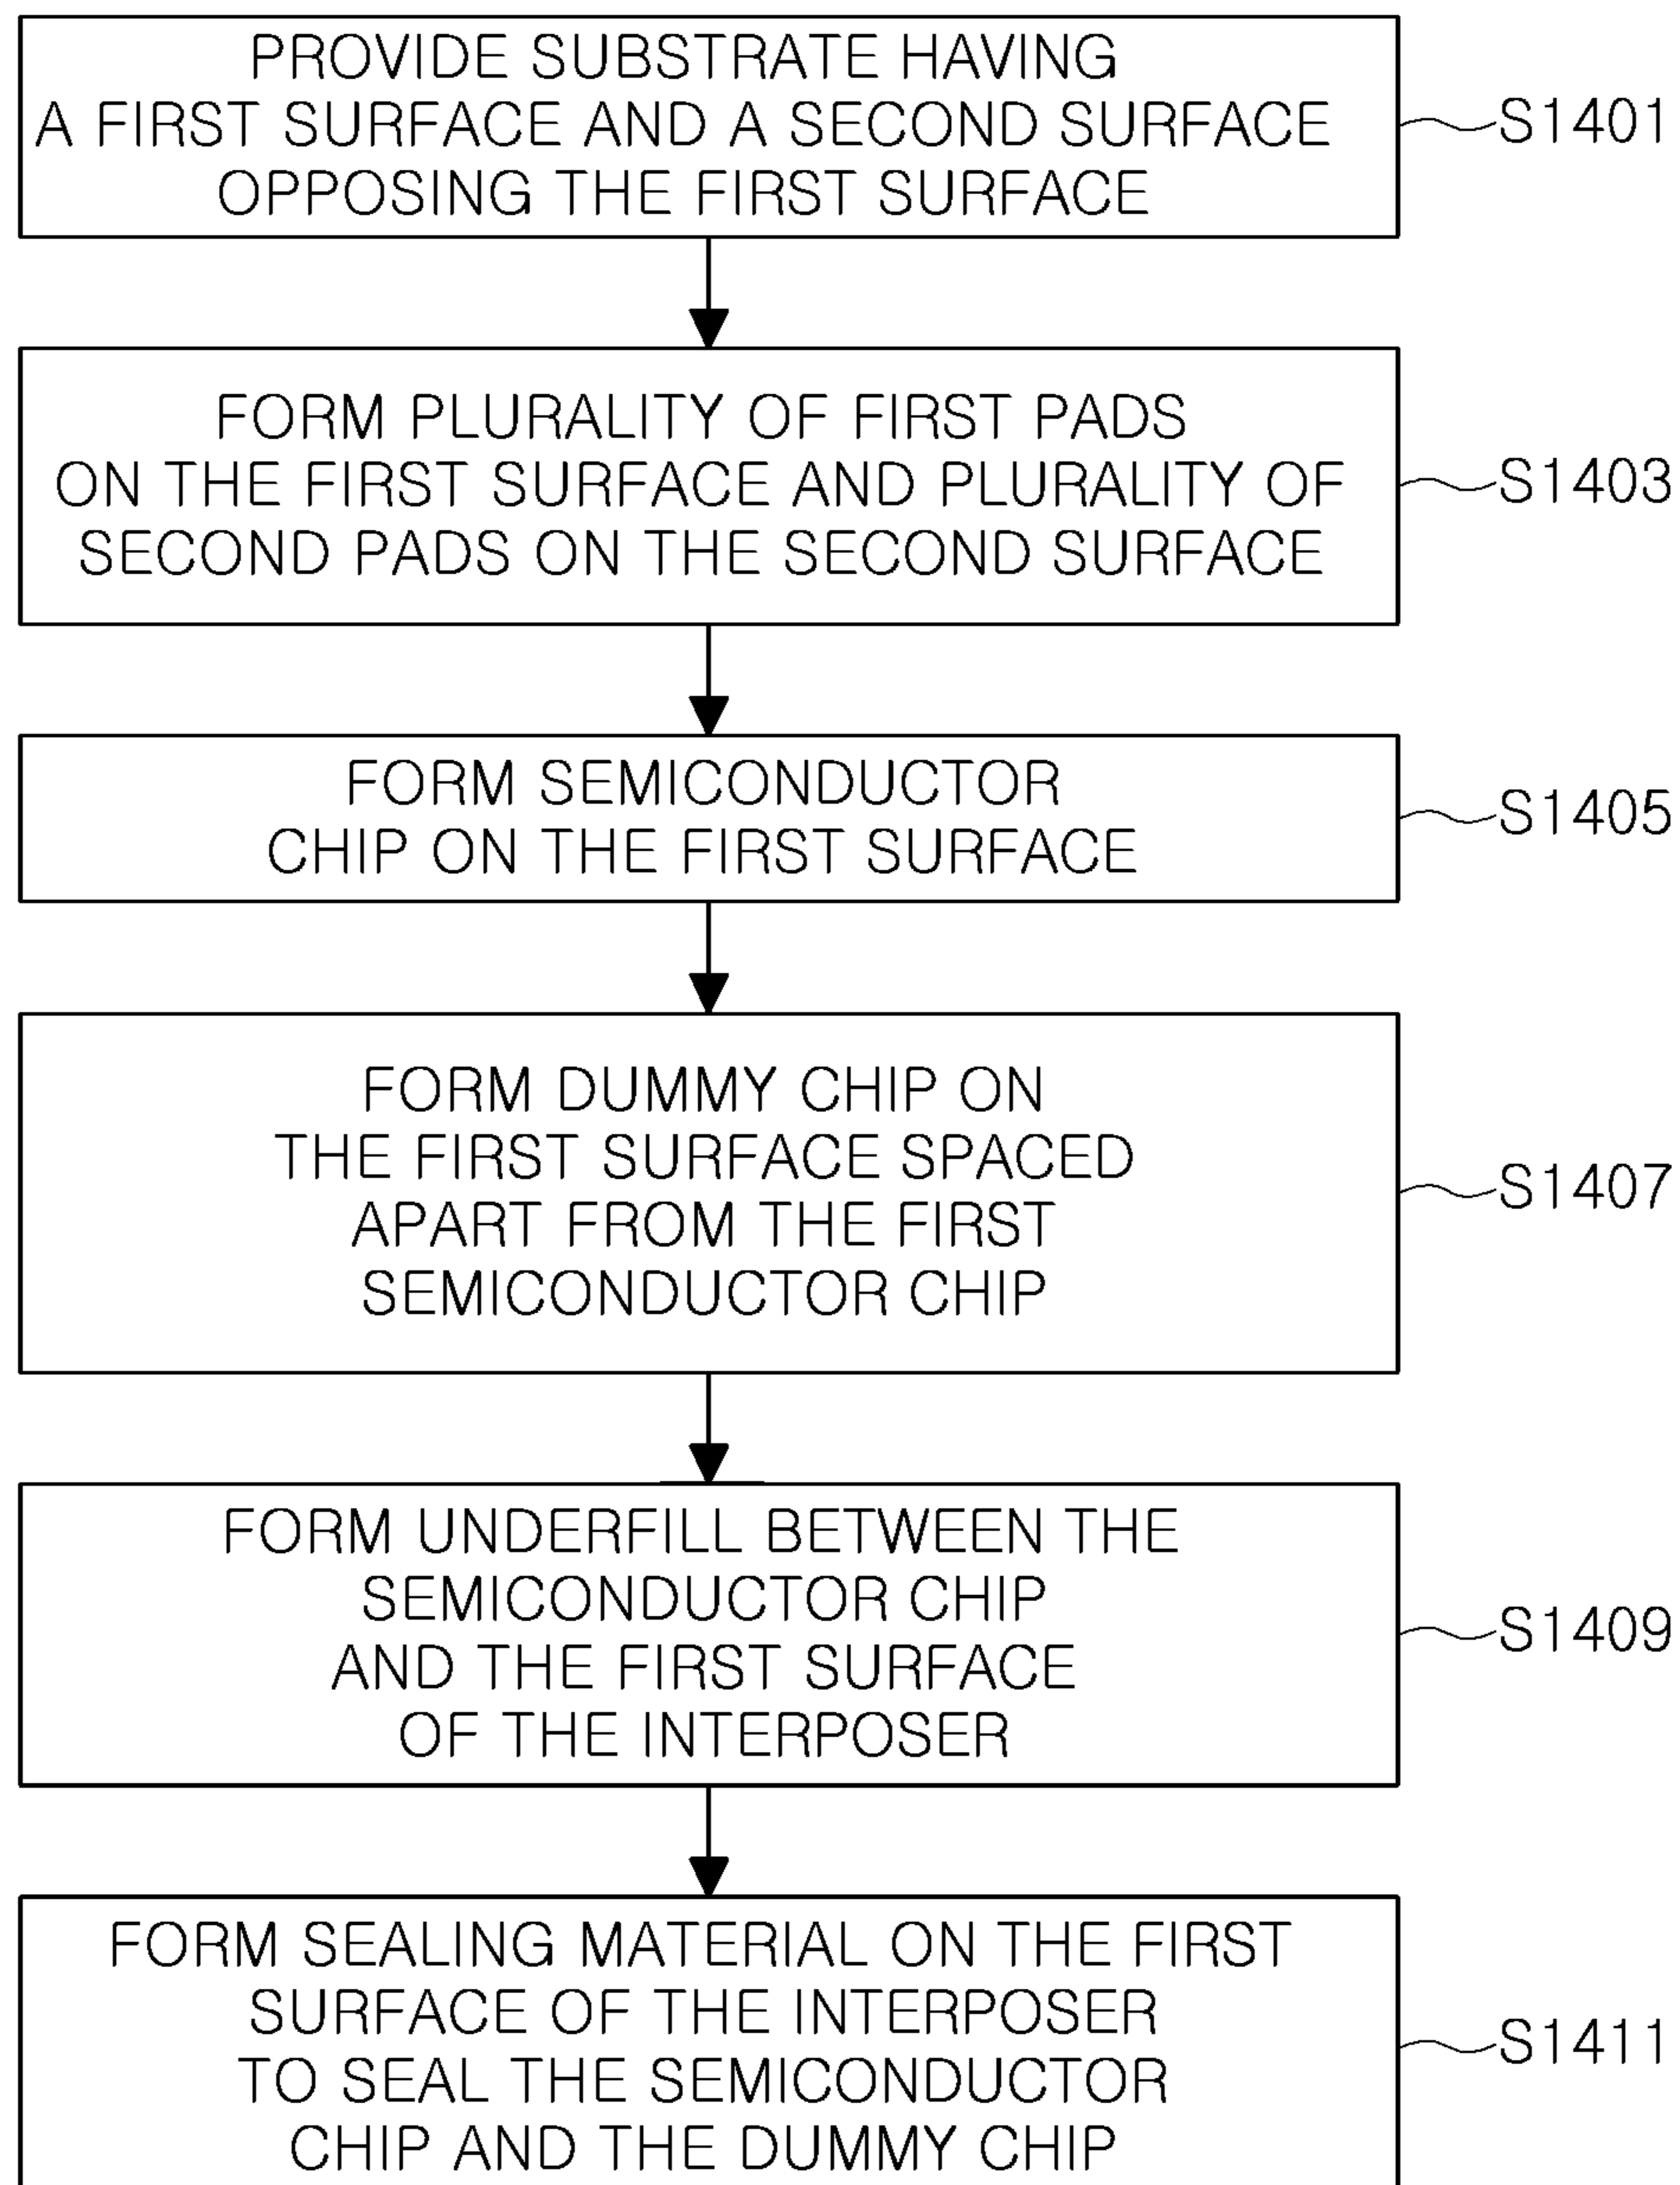 PROVIDE SUBSTRATE HAVING
A FIRST SURFACE AND A SECOND SURFACE
OPPOSING THE FIRST SURFACE
S1401
FORM PLURALITY OF FIRST PADS
ON THE FIRST SURFACE AND PLURALITY OF
SECOND PADS ON THE SECOND SURFACE
S1403
FORM SEMICONDUCTOR
CHIP ON THE FIRST SURFACE
S1405
FORM DUMMY CHIP ON
THE FIRST SURFACE SPACED
APART FROM THE FIRST
SEMICONDUCTOR CHIP
S1407
FORM UNDERFILL BETWEEN THE
SEMICONDUCTOR CHIP
AND THE FIRST SURFACE
OF THE INTERPOSER
S1409
FORM SEALING MATERIAL ON THE FIRST
SURFACE OF THE INTERPOSER
TO SEAL THE SEMICONDUCTOR
CHIP AND THE DUMMY CHIP
S1411